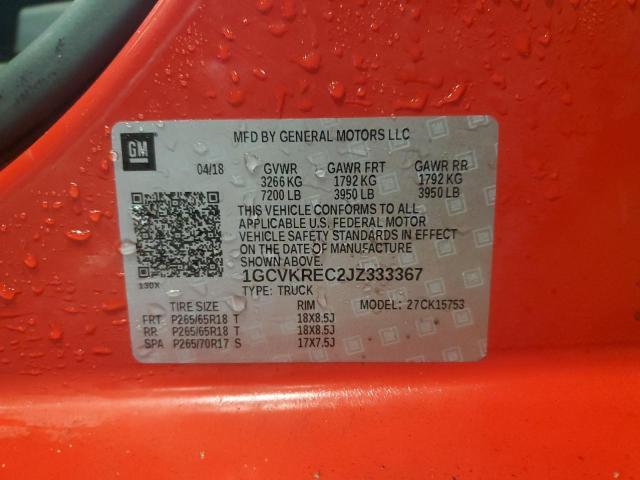 GM
MFD BY GENERAL MOTORS LLC
04/18 GVWR GAWR FRT GAWR RR
3266 KG 1792 KG 1792 KG
7200 LB 3950 LB 3950 LB
THIS VEHICLE CONFORMS TO ALL
APPLICABLE U.S. FEDERAL MOTOR
VEHICLE SAFETY STANDARDS IN EFFECT
ON THE DATE OF MANUFACTURE
SHOWN ABOVE.
130X
1GCVKREC2JZ333367
TYPE: TRUCK
TIRE SIZE RIM MODEL: 27CK15753
FRT P265/65R18 T 18X8.5J
RR P265/65R18 T 18X8.5J
SPA P265/70R17 S 17X7.5J